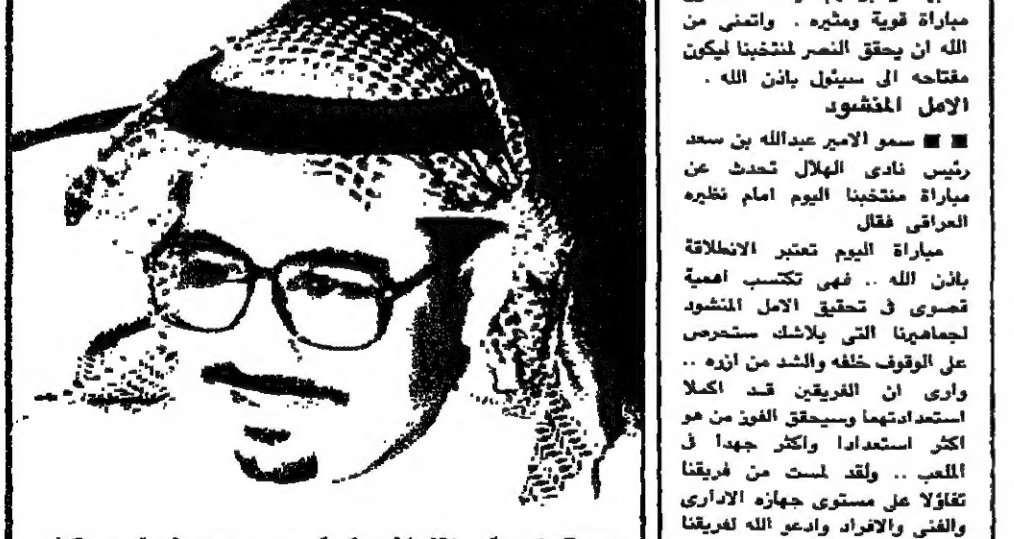 مباراة قوية ومثيره . واتمنى من
الله ان يحقق النصر لمنتخبنا ليكون
مفتاحه الى سيئول باذن الله .
الامل المنشود
■ ■ سمو الامير عبدالله بن سعد
رئيس نادى الهلال تحدث عن
مباراة منتخبنا اليوم امام نظيره
العراقى فقال
مباراة اليوم تعتبر الانطلاقة
باذن الله .. فهى تكتسب اهمية
قصوى فى تحقيق الامل المنشود
لجماهيرنا التى بلاشك ستحرص
على الوقوف خلفه والشد من ازره ..
وارى ان الفريقين قد اكملا
استعدادتهما وسيحقق الفوز من هو
اكثر استعدادا واكثر جهدا فى
الملعب .. ولقد لمست من فريقنا
تفاؤلا على مستوى جهازه الادارى
والفنى والافراد وادعو الله لفريقنا